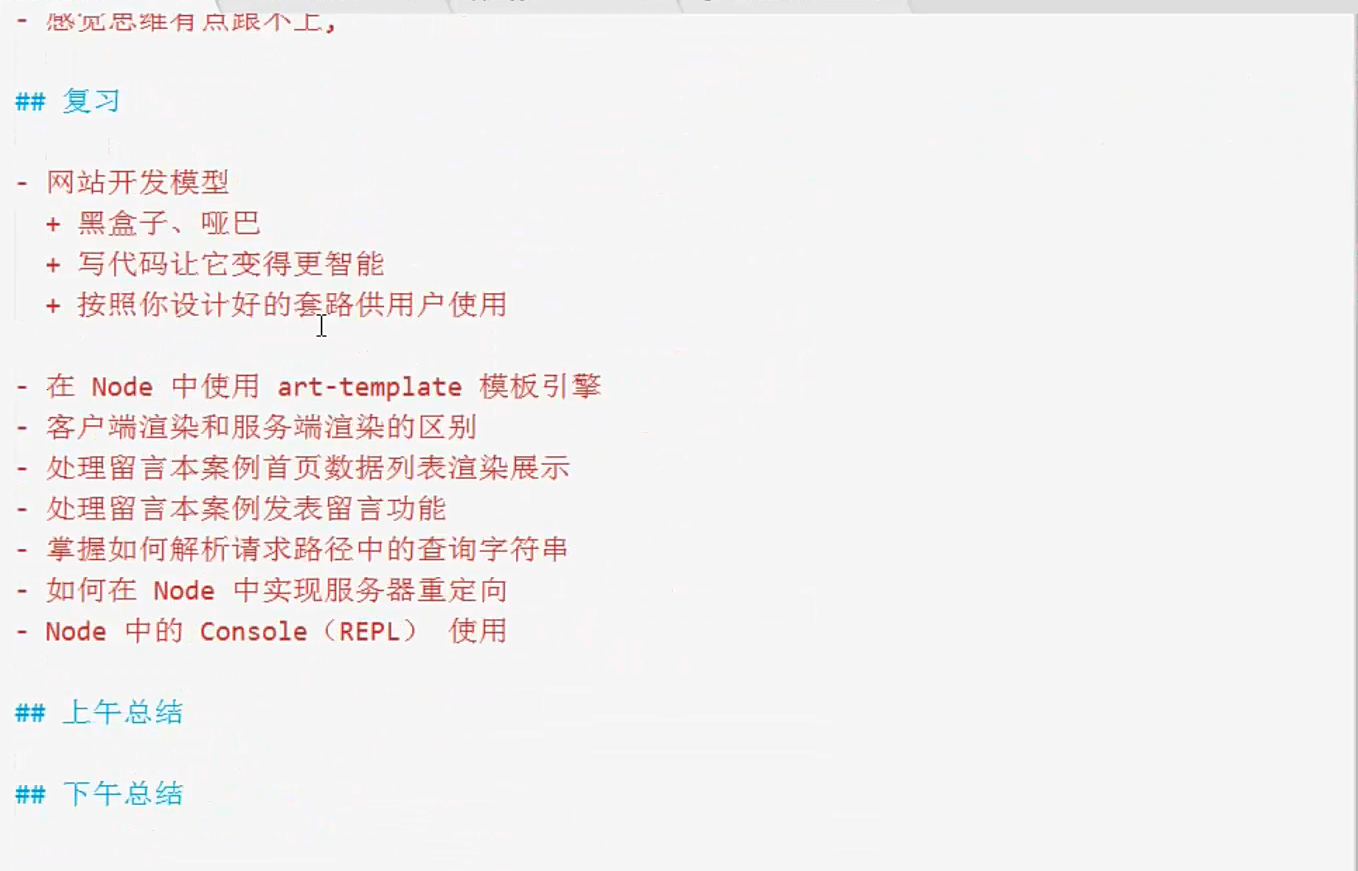 - 感觉思维有点跟不上,
## 复习
- 网站开发模型
+ 黑盒子、哑巴
+ 写代码让它变得更智能
+ 按照你设计好的套路供用户使用
- 在 Node 中使用 art-template 模板引擎
- 客户端渲染和服务端渲染的区别
- 处理留言本案例首页数据列表渲染展示
- 处理留言本案例发表留言功能
- 掌握如何解析请求路径中的查询字符串
- 如何在 Node 中实现服务器重定向
- Node 中的 Console（REPL） 使用
## 上午总结
## 下午总结